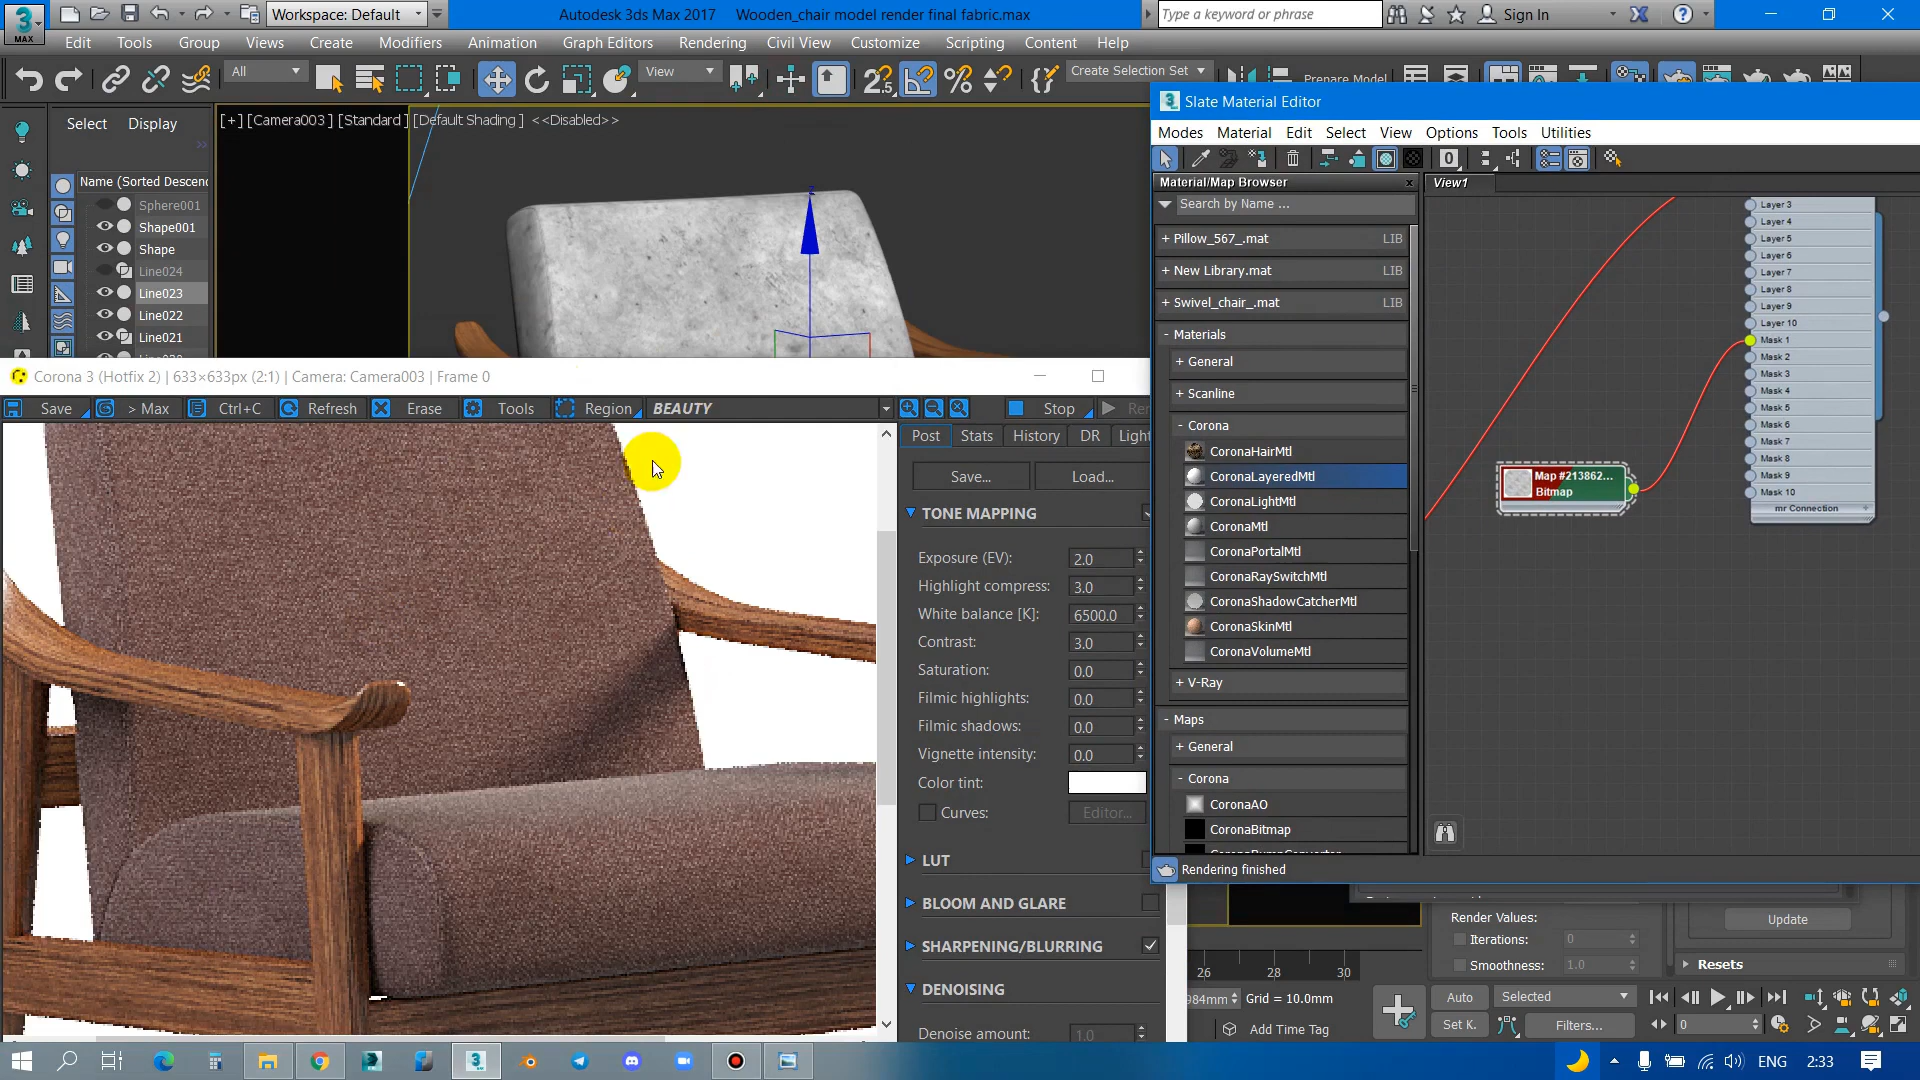 Workspace: Default
Autodesk 3ds Max 2017 Wooden_chair model render final fabric.max
Type a keyword or phrase
Sign In
MAX
Edit Tools Group Views Create Modifiers Animation Graph Editors Rendering Civil View Customize Scripting Content Help
All
View
Create Selection Set
Prepare Model
Select Display
[+] [Camera003 ] [Standard ] [Default Shading ] <<Disabled>>
Name (Sorted Descend
Sphere001
Shape001
Shape
Line024
Line023
Line022
Line021
Slate Material Editor
Modes Material Edit Select View Options Tools Utilities
Material/Map Browser
Search by Name ...
+ Pillow_567_.mat LIB
+ New Library.mat LIB
+ Swivel_chair_.mat LIB
- Materials
+ General
+ Scanline
- Corona
CoronaHairMtl
CoronaLayeredMtl
CoronaLightMtl
CoronaMtl
CoronaPortalMtl
CoronaRaySwitchMtl
CoronaShadowCatcherMtl
CoronaSkinMtl
CoronaVolumeMtl
+ V-Ray
- Maps
+ General
- Corona
CoronaAO
CoronaBitmap
Rendering finished
View1
Layer 3
Layer 4
Layer 5
Layer 6
Layer 7
Layer 8
Layer 9
Layer 10
Mask 1
Mask 2
Mask 3
Mask 4
Mask 5
Mask 6
Mask 7
Mask 8
Mask 9
Mask 10
mr Connection
Map #213862...
Bitmap
Corona 3 (Hotfix 2) | 633×633px (2:1) | Camera: Camera003 | Frame 0
Save > Max Ctrl+C Refresh Erase Tools Region BEAUTY Stop
Post Stats History DR Light
Save... Load...
TONE MAPPING
Exposure (EV): 2.0
Highlight compress: 3.0
White balance [K]: 6500.0
Contrast: 3.0
Saturation: 0.0
Filmic highlights: 0.0
Filmic shadows: 0.0
Vignette intensity: 0.0
Color tint:
Curves: Editor...
LUT
BLOOM AND GLARE
SHARPENING/BLURRING
DENOISING
Denoise amount: 1.0
Render Values:
Iterations: 0
Smoothness: 1.0
Update
Resets
26 28 30
984mm Grid = 10.0mm
Add Time Tag
Auto Selected
Set K. Filters...
0
ENG 2:33